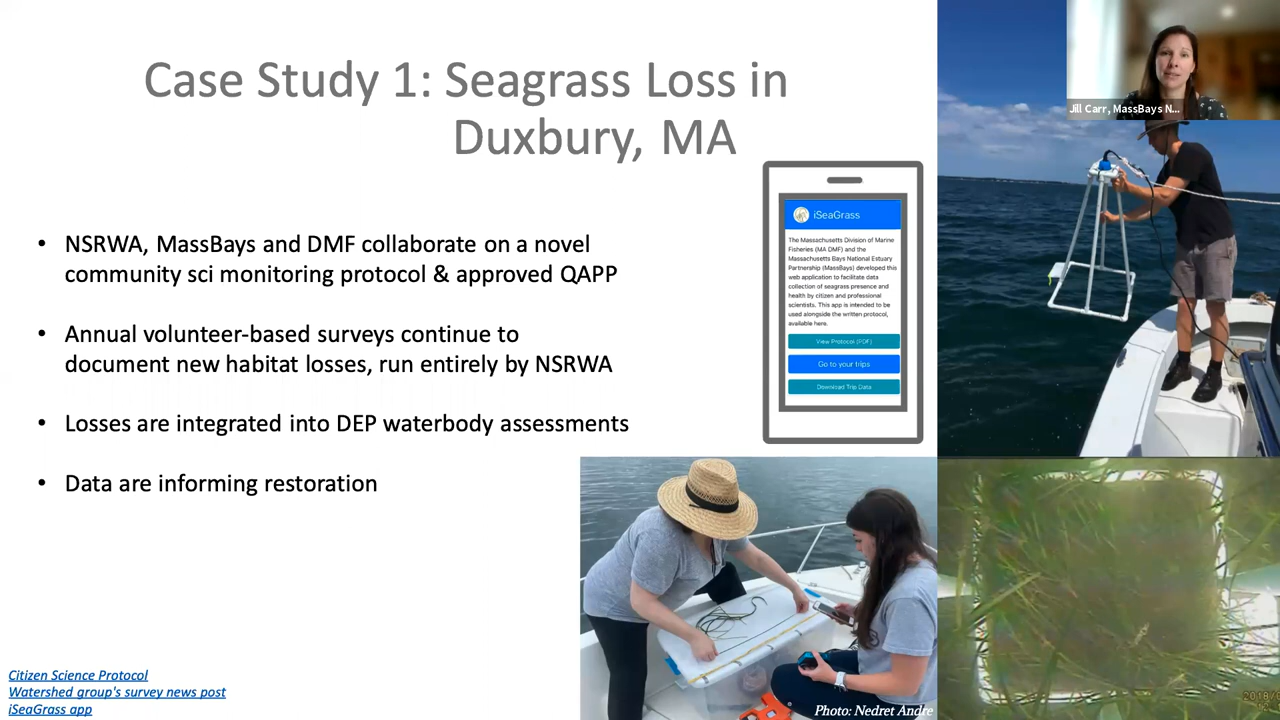 Case Study 1: Seagrass Loss in
Duxbury, MA
• NSRWA, MassBays and DMF collaborate on a novel
community sci monitoring protocol & approved QAPP
• Annual volunteer-based surveys continue to
document new habitat losses, run entirely by NSRWA
• Losses are integrated into DEP waterbody assessments
• Data are informing restoration
Citizen Science Protocol
Watershed group's survey news post
iSeaGrass app
iSeaGrass
The Massachusetts Division of Marine
Fisheries (MA DMF) and the
Massachusetts Bays National Estuary
Partnership (MassBays) developed this
web application to facilitate data
collection of seagrass presence and
health by citizen and professional
scientists. This app is intended to be
used alongside the written protocol,
available here.
View Protocol (PDF)
Go to your trips
Download Trip Data
Jill Carr, MassBays N...
Photo: Nedret Andre